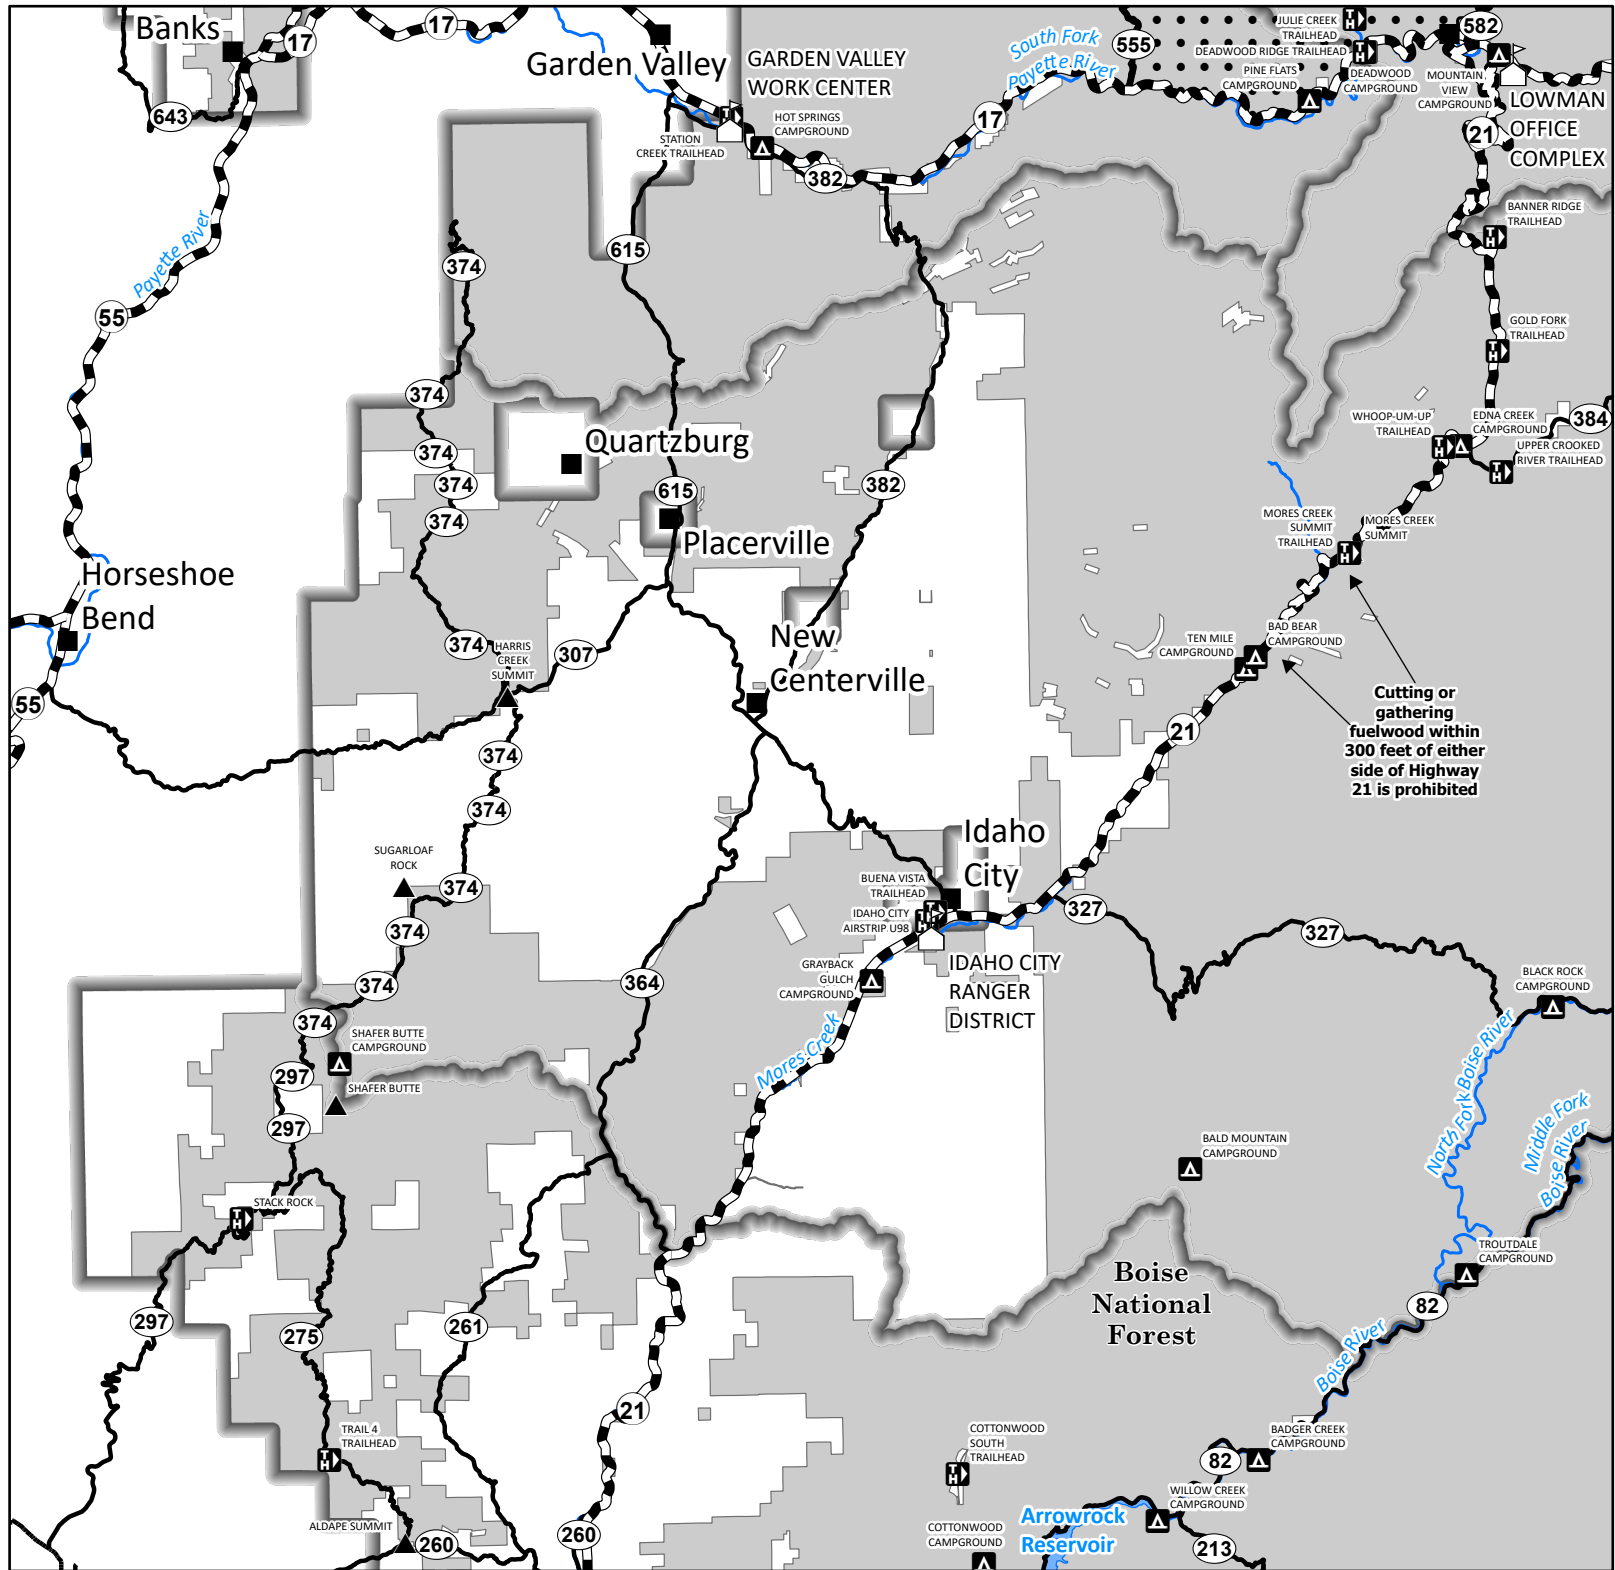 Banks
17
17
Garden Valley
GARDEN VALLEY
WORK CENTER
South Fork
Payette River
555
JULIE CREEK
TRAILHEAD
DEADWOOD RIDGE TRAILHEAD
PINE FLATS
CAMPGROUND
DEADWOOD
CAMPGROUND
582
MOUNTAIN
VIEW
CAMPGROUND
LOWMAN
OFFICE
COMPLEX
643
STATION
CREEK TRAILHEAD
HOT SPRINGS
CAMPGROUND
17
382
21
BANNER RIDGE
TRAILHEAD
Payette River
374
615
55
GOLD FORK
TRAILHEAD
374
WHOOP-UM-UP
TRAILHEAD
EDNA CREEK
CAMPGROUND
384
UPPER CROOKED
RIVER TRAILHEAD
Quartzburg
374
374
374
615
382
Placerville
MORES CREEK
SUMMIT
TRAILHEAD
MORES CREEK
SUMMIT
Horseshoe
Bend
374
HARRIS
CREEK
SUMMIT
307
New
Centerville
TEN MILE
CAMPGROUND
BAD BEAR
CAMPGROUND
55
Cutting or
gathering
fuelwood within
300 feet of either
side of Highway
21 is prohibited
21
374
374
SUGARLOAF
ROCK
374
374
Idaho
City
BUENA VISTA
TRAILHEAD
IDAHO CITY
AIRSTRIP U98
327
327
374
364
GRAYBACK
GULCH
CAMPGROUND
IDAHO CITY
RANGER
DISTRICT
BLACK ROCK
CAMPGROUND
374
SHAFER BUTTE
CAMPGROUND
297
SHAFER BUTTE
Mores Creek
North Fork Boise River
Middle Fork
Boise River
297
BALD MOUNTAIN
CAMPGROUND
STACK ROCK
TROUTDALE
CAMPGROUND
Boise
National
Forest
82
297
275
261
Boise River
21
TRAIL 4
TRAILHEAD
COTTONWOOD
SOUTH
TRAILHEAD
BADGER CREEK
CAMPGROUND
82
WILLOW CREEK
CAMPGROUND
Arrowrock
Reservoir
ALDAPE SUMMIT
260
260
COTTONWOOD
CAMPGROUND
213